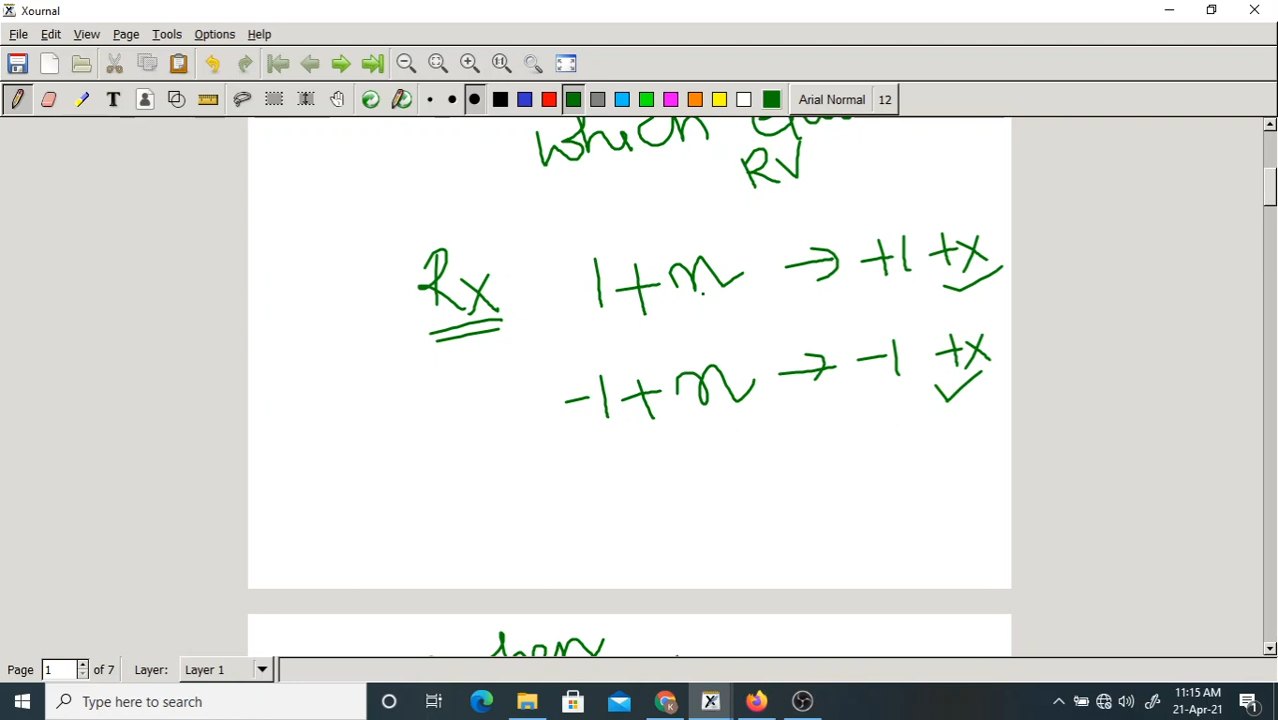 Xournal
File Edit View Page Tools Options Help
Arial Normal 12
which
RV
Rx 1+n → +1 +x
-1+n → -1 +x
Page 1 of 7 Layer: Layer 1
Type here to search
11:15 AM
21-Apr-21